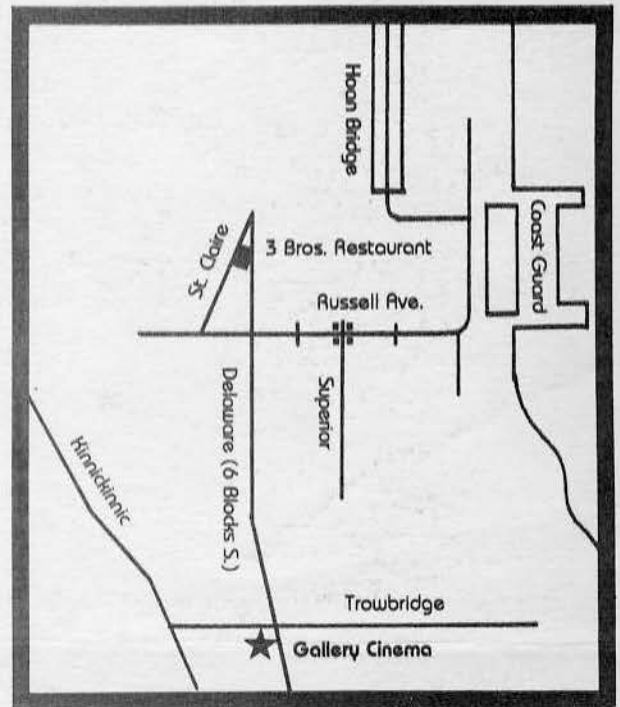 Hoan Bridge
Coast Guard
St. Claire
3 Bros. Restaurant
Russell Ave.
Superior
Delaware (6 Blocks S.)
Kinnickinnic
Trowbridge
Gallery Cinema